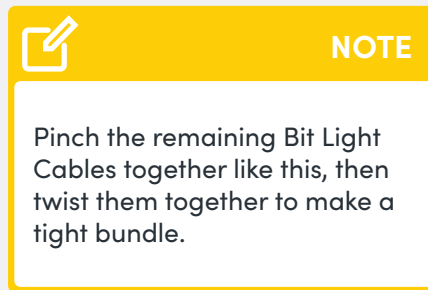 NOTE
Pinch the remaining Bit Light
Cables together like this, then
twist them together to make a
tight bundle.